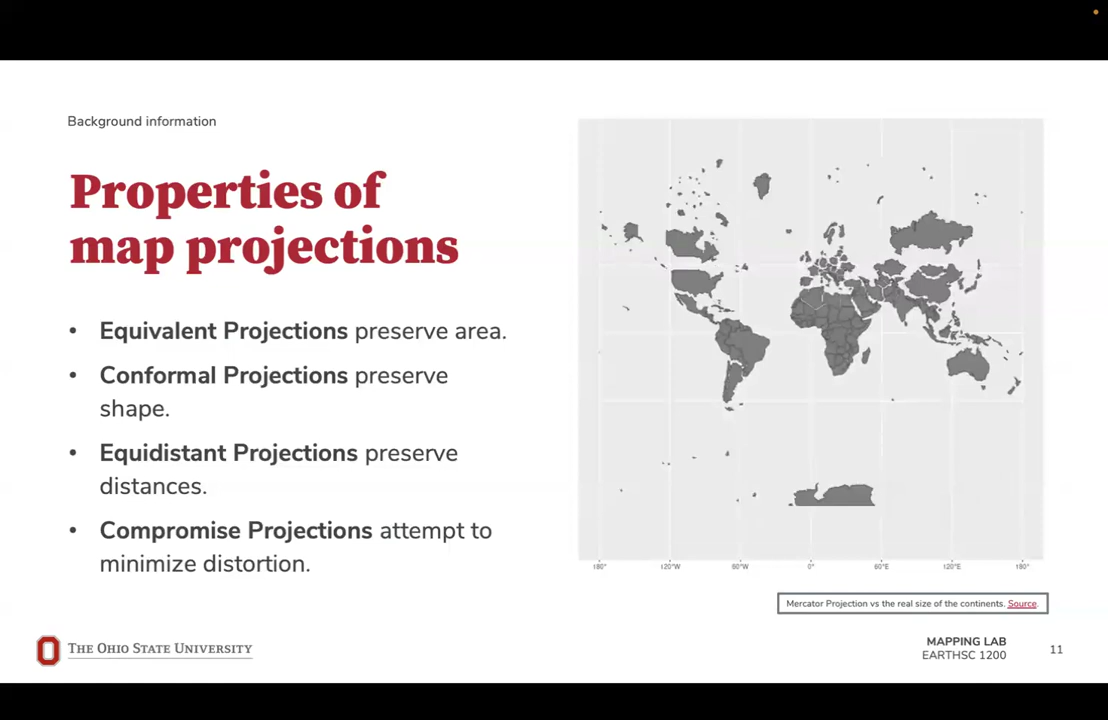 Background information
Properties of
map projections
• Equivalent Projections preserve area.
• Conformal Projections preserve
shape.
• Equidistant Projections preserve
distances.
• Compromise Projections attempt to
minimize distortion.
180° 120°W 60°W 0° 60°E 120°E 180°
Mercator Projection vs the real size of the continents. Source.
THE OHIO STATE UNIVERSITY
MAPPING LAB
EARTHSC 1200
11